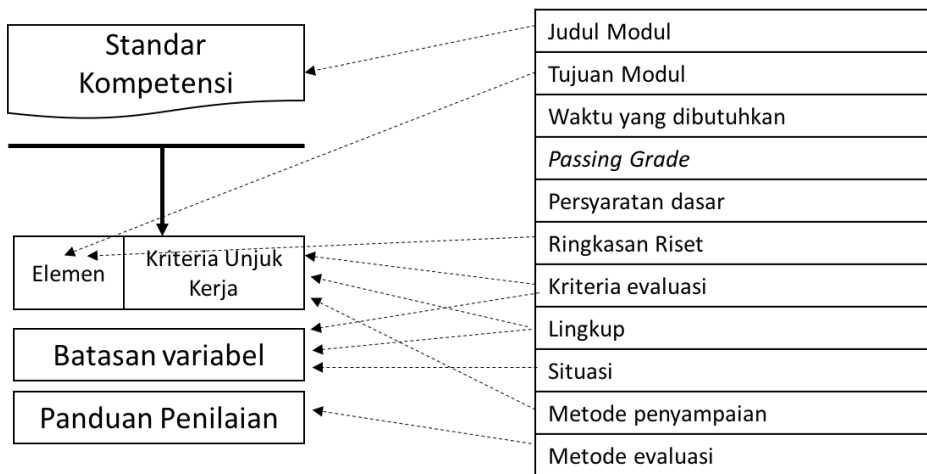 Standar
Kompetensi
Elemen
Kriteria Unjuk
Kerja
Batasan variabel
Panduan Penilaian
Judul Modul
Tujuan Modul
Waktu yang dibutuhkan
Passing Grade
Persyaratan dasar
Ringkasan Riset
Kriteria evaluasi
Lingkup
Situasi
Metode penyampaian
Metode evaluasi